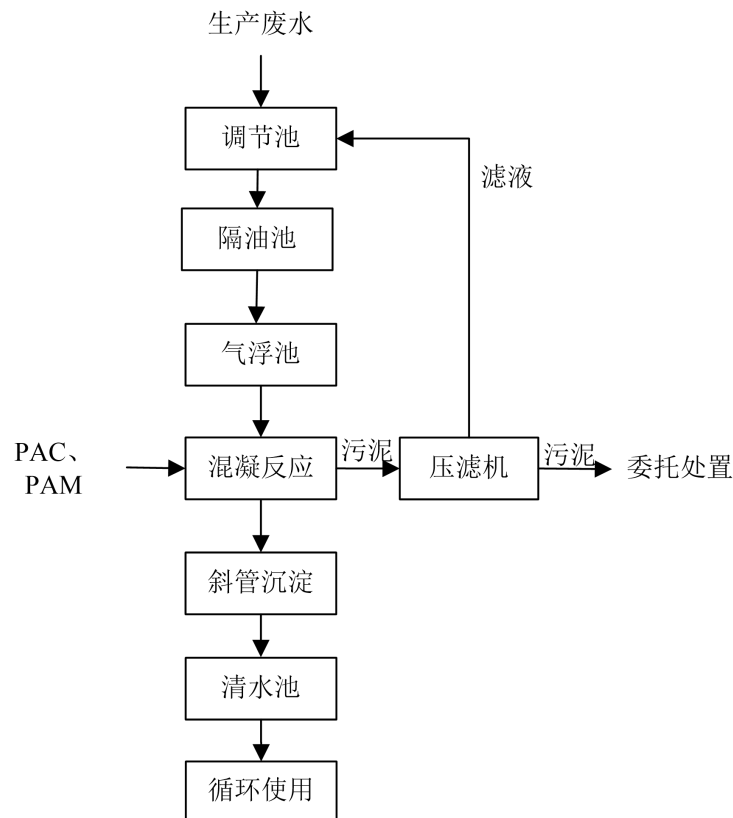 生产废水
调节池
滤液
隔油池
气浮池
PAC、
PAM
混凝反应
污泥
压滤机
污泥
委托处置
斜管沉淀
清水池
循环使用